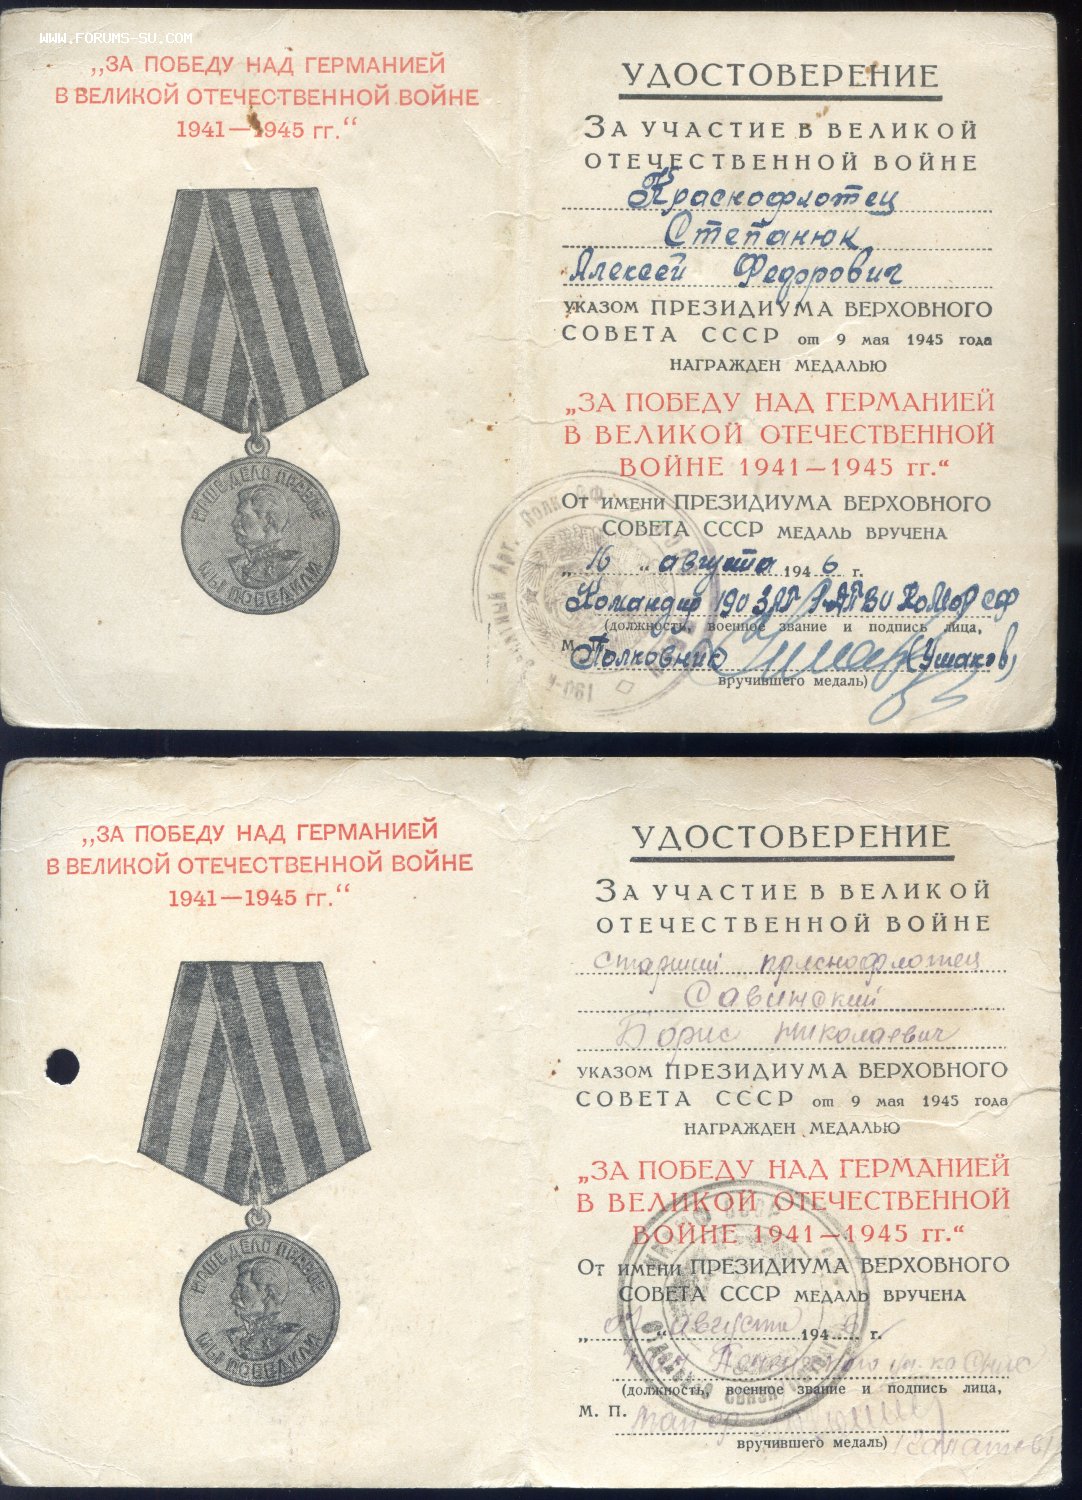 WWW.FORUMS-SU.COM
„ЗА ПОБЕДУ НАД ГЕРМАНИЕЙ
В ВЕЛИКОЙ ОТЕЧЕСТВЕННОЙ ВОЙНЕ
1941—1945 гг.“
НАШЕ ДЕЛО ПРАВОЕ
МЫ ПОБЕДИЛИ
УДОСТОВЕРЕНИЕ
ЗА УЧАСТИЕ В ВЕЛИКОЙ
ОТЕЧЕСТВЕННОЙ ВОЙНЕ
Краснофлотец
Степанюк
Алексей Федорович
УКАЗОМ ПРЕЗИДИУМА ВЕРХОВНОГО
СОВЕТА СССР от 9 мая 1945 года
НАГРАЖДЕН МЕДАЛЬЮ
„ЗА ПОБЕДУ НАД ГЕРМАНИЕЙ
В ВЕЛИКОЙ ОТЕЧЕСТВЕННОЙ
ВОЙНЕ 1941—1945 гг.“
От имени ПРЕЗИДИУМА ВЕРХОВНОГО
СОВЕТА СССР МЕДАЛЬ ВРУЧЕНА
„16“ августа 1946 г.
Командир 190 ЗАП
(должность, военное звание и подпись лица,
М. П.
Полковник (Ушаков)
вручившего медаль)
„ЗА ПОБЕДУ НАД ГЕРМАНИЕЙ
В ВЕЛИКОЙ ОТЕЧЕСТВЕННОЙ ВОЙНЕ
1941—1945 гг.“
НАШЕ ДЕЛО ПРАВОЕ
МЫ ПОБЕДИЛИ
УДОСТОВЕРЕНИЕ
ЗА УЧАСТИЕ В ВЕЛИКОЙ
ОТЕЧЕСТВЕННОЙ ВОЙНЕ
Старший краснофлотец
Савинский
Борис Николаевич
УКАЗОМ ПРЕЗИДИУМА ВЕРХОВНОГО
СОВЕТА СССР от 9 мая 1945 года
НАГРАЖДЕН МЕДАЛЬЮ
„ЗА ПОБЕДУ НАД ГЕРМАНИЕЙ
В ВЕЛИКОЙ ОТЕЧЕСТВЕННОЙ
ВОЙНЕ 1941—1945 гг.“
От имени ПРЕЗИДИУМА ВЕРХОВНОГО
СОВЕТА СССР МЕДАЛЬ ВРУЧЕНА
августа 1946 г.
(должность, военное звание и подпись лица,
М. П.
Майор
вручившего медаль)